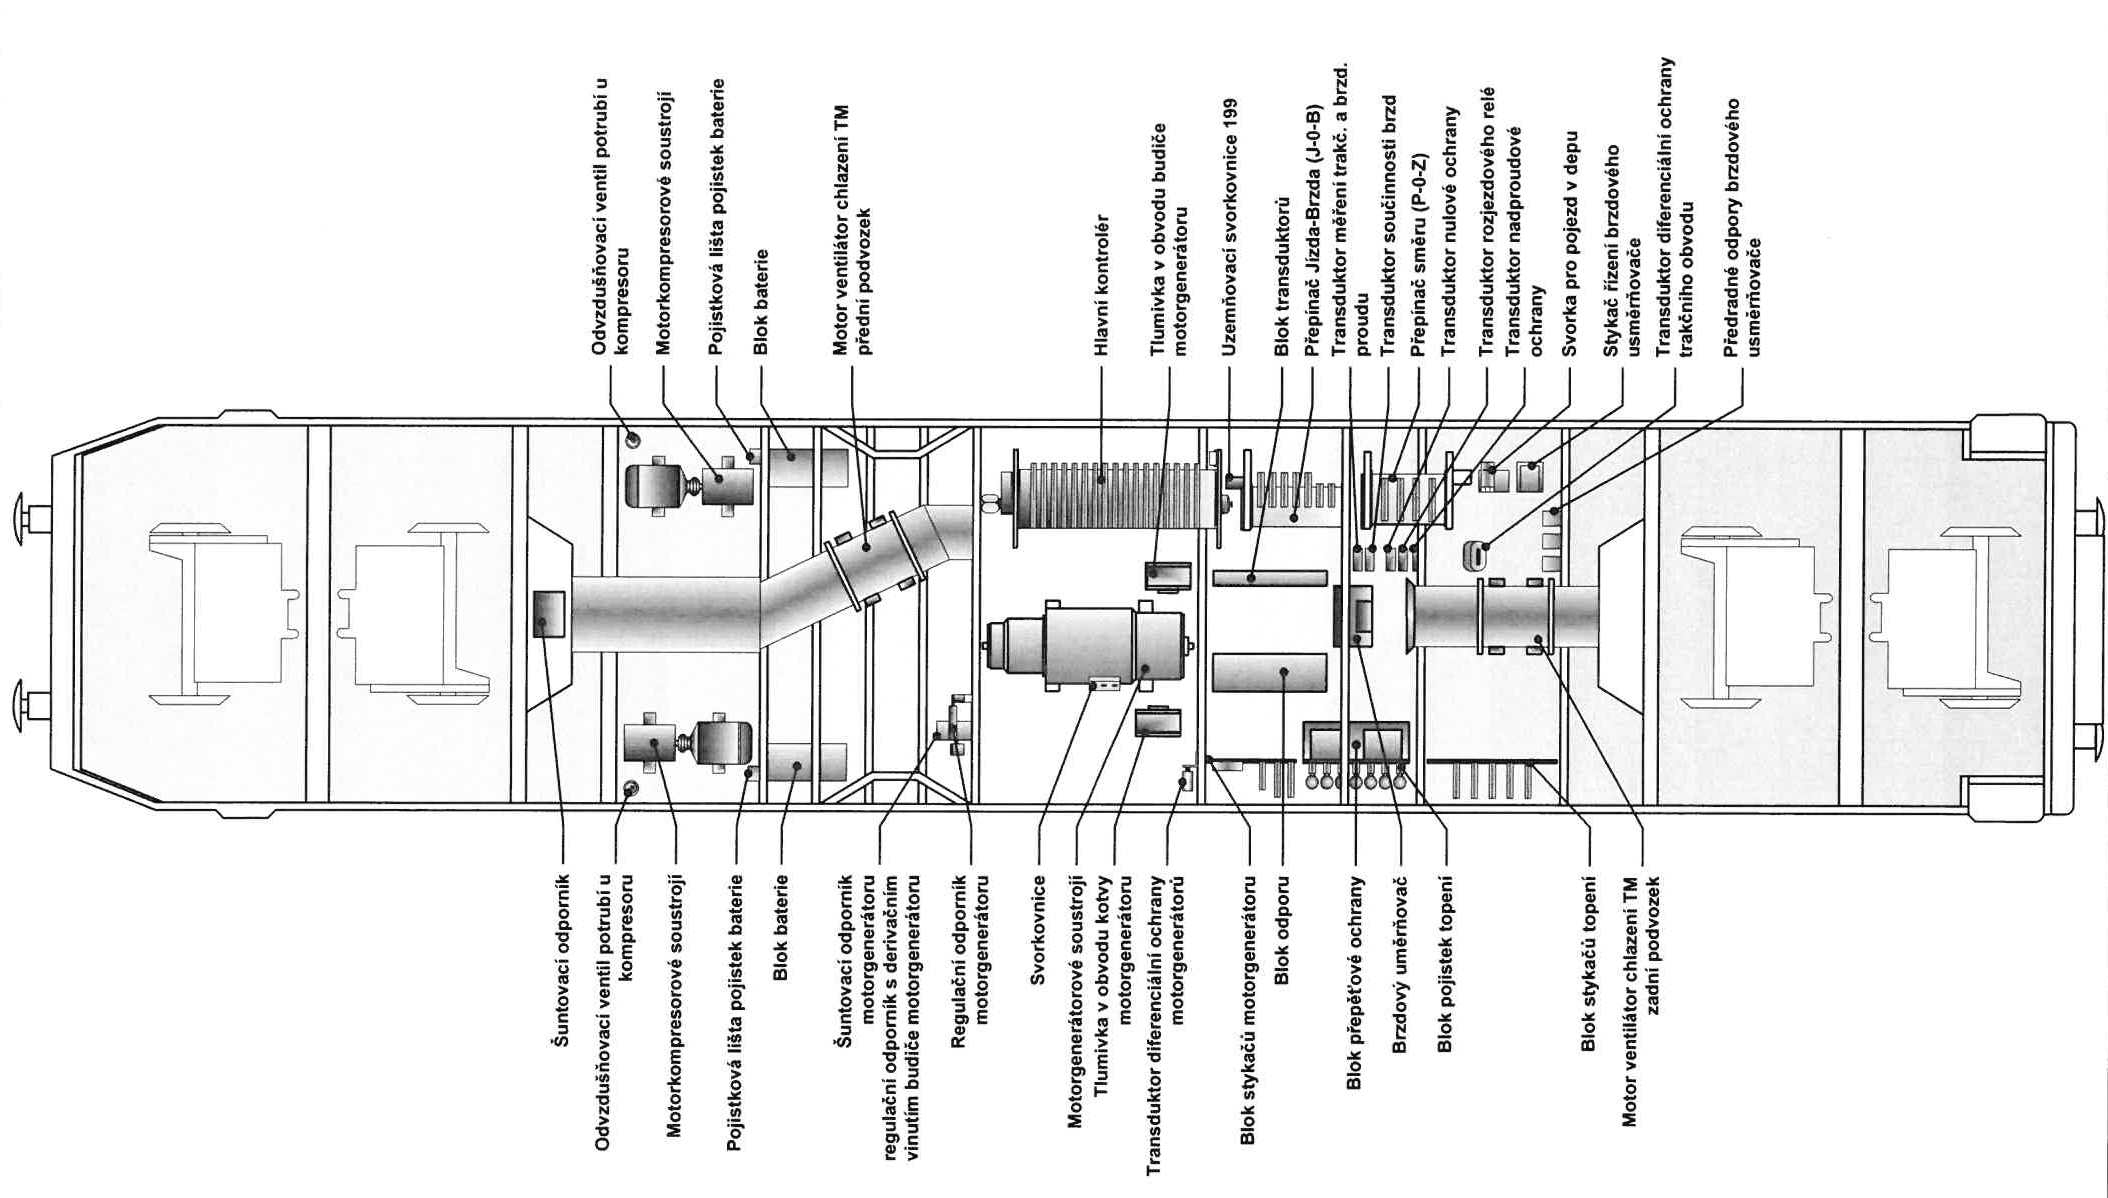 Odvzdušňovací ventil potrubí u
kompresoru
Motorkompresorové soustrojí
Pojistková lišta pojistek baterie
Blok baterie
Motor ventilátor chlazení TM
přední podvozek
Hlavní kontrolér
Tlumivka v obvodu budiče
motorgenerátoru
Uzemňovací svorkovnice 199
Blok transduktorů
Přepínač Jízda-Brzda (J-0-B)
Transduktor měření trakč. a brzd.
proudu
Transduktor součinnosti brzd
Přepínač směru (P-0-Z)
Transduktor nulové ochrany
Transduktor rozjezdového relé
Transduktor nadproudové
ochrany
Svorka pro pojezd v depu
Stykač řízení brzdového
usměrňovače
Transduktor diferenciální ochrany
trakčního obvodu
Předřadné odpory brzdového
usměrňovače
Šuntovací odporník
Odvzdušňovací ventil potrubí u
kompresoru
Motorkompresorové soustrojí
Pojistková lišta pojistek baterie
Blok baterie
Šuntovací odporník
motorgenerátoru
regulační odporník s derivačním
vinutím budiče motorgenerátoru
Regulační odporník
motorgenerátoru
Svorkovnice
Motorgenerátorové soustrojí
Tlumivka v obvodu kotvy
motorgenerátoru
Transduktor diferenciální ochrany
motorgenerátorů
Blok stykačů motorgenerátoru
Blok odporu
Blok přepěťové ochrany
Brzdový uměrňovač
Blok pojistek topení
Blok stykačů topení
Motor ventilátor chlazení TM
zadní podvozek